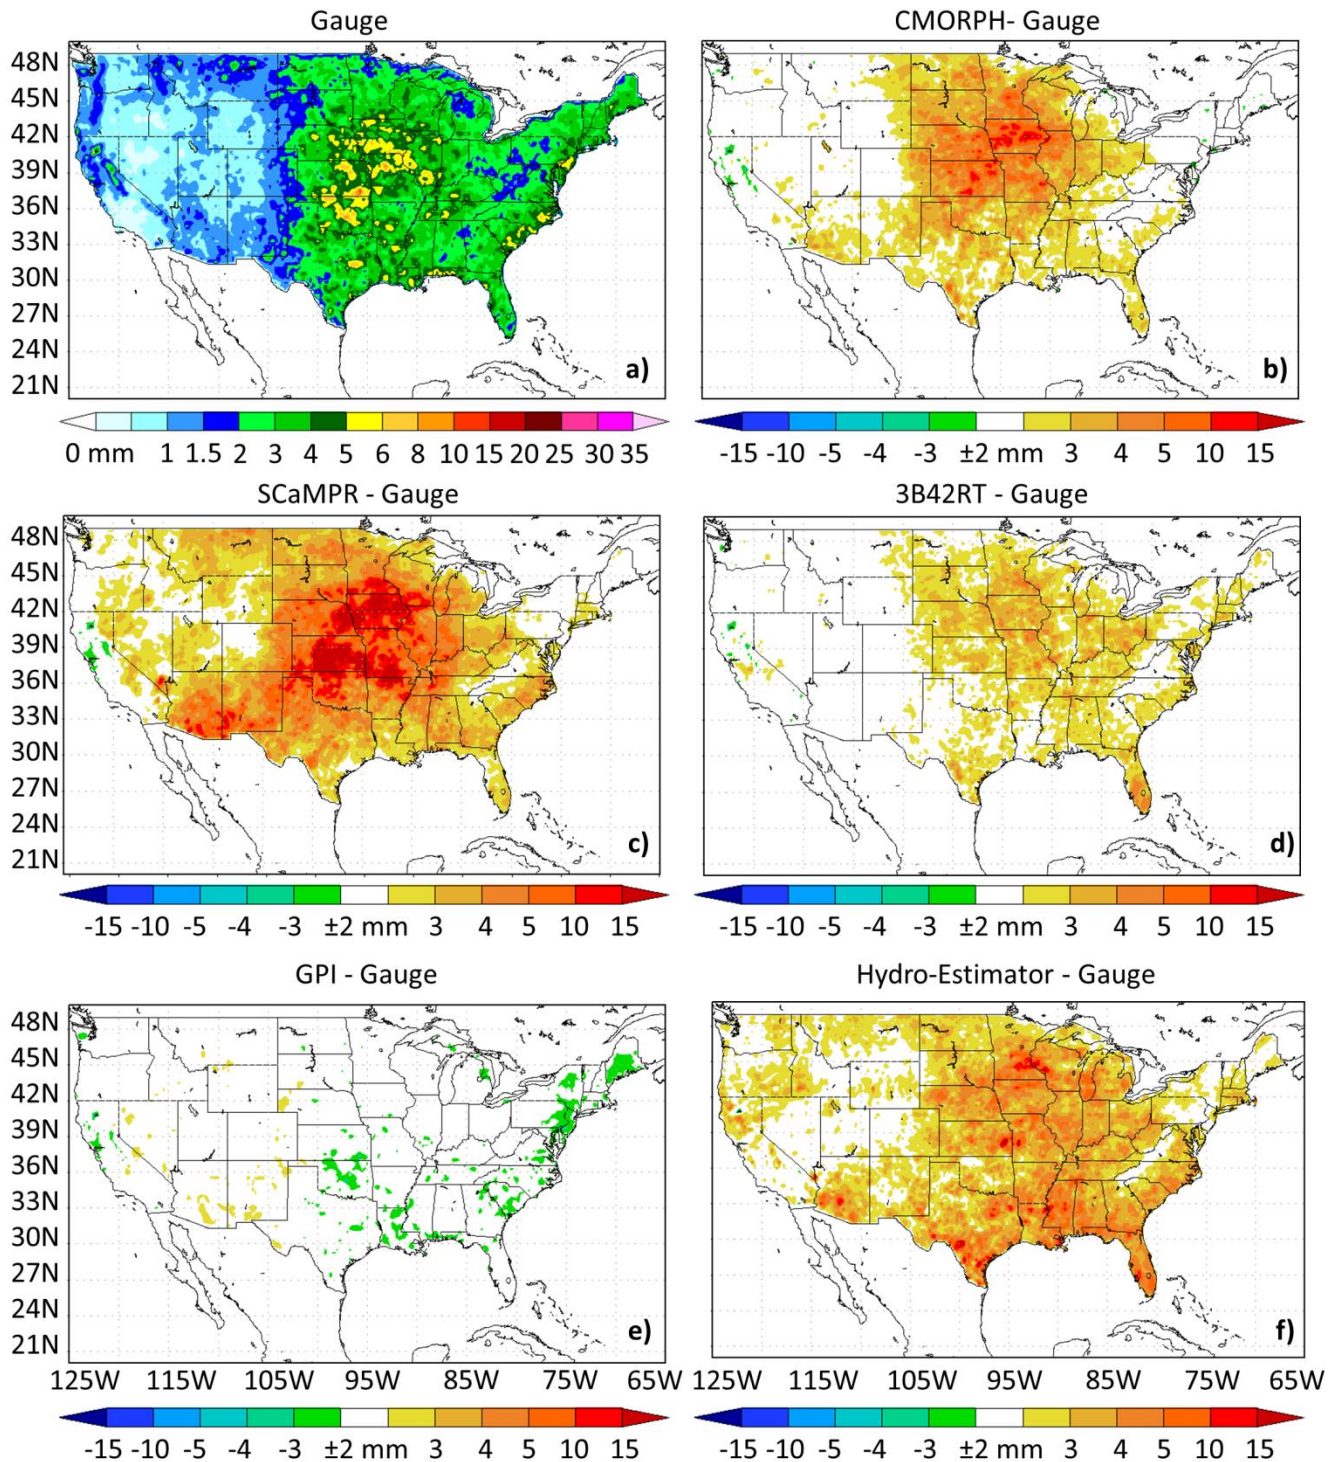 Gauge
CMORPH- Gauge
48N
45N
42N
39N
36N
33N
30N
27N
24N
21N
a)
b)
0 mm 1 1.5 2 3 4 5 6 8 10 15 20 25 30 35
-15 -10 -5 -4 -3 ±2 mm 3 4 5 10 15
SCaMPR - Gauge
3B42RT - Gauge
48N
45N
42N
39N
36N
33N
30N
27N
24N
21N
c)
d)
-15 -10 -5 -4 -3 ±2 mm 3 4 5 10 15
-15 -10 -5 -4 -3 ±2 mm 3 4 5 10 15
GPI - Gauge
Hydro-Estimator - Gauge
48N
45N
42N
39N
36N
33N
30N
27N
24N
21N
e)
f)
125W 115W 105W 95W 85W 75W 65W
125W 115W 105W 95W 85W 75W 65W
-15 -10 -5 -4 -3 ±2 mm 3 4 5 10 15
-15 -10 -5 -4 -3 ±2 mm 3 4 5 10 15